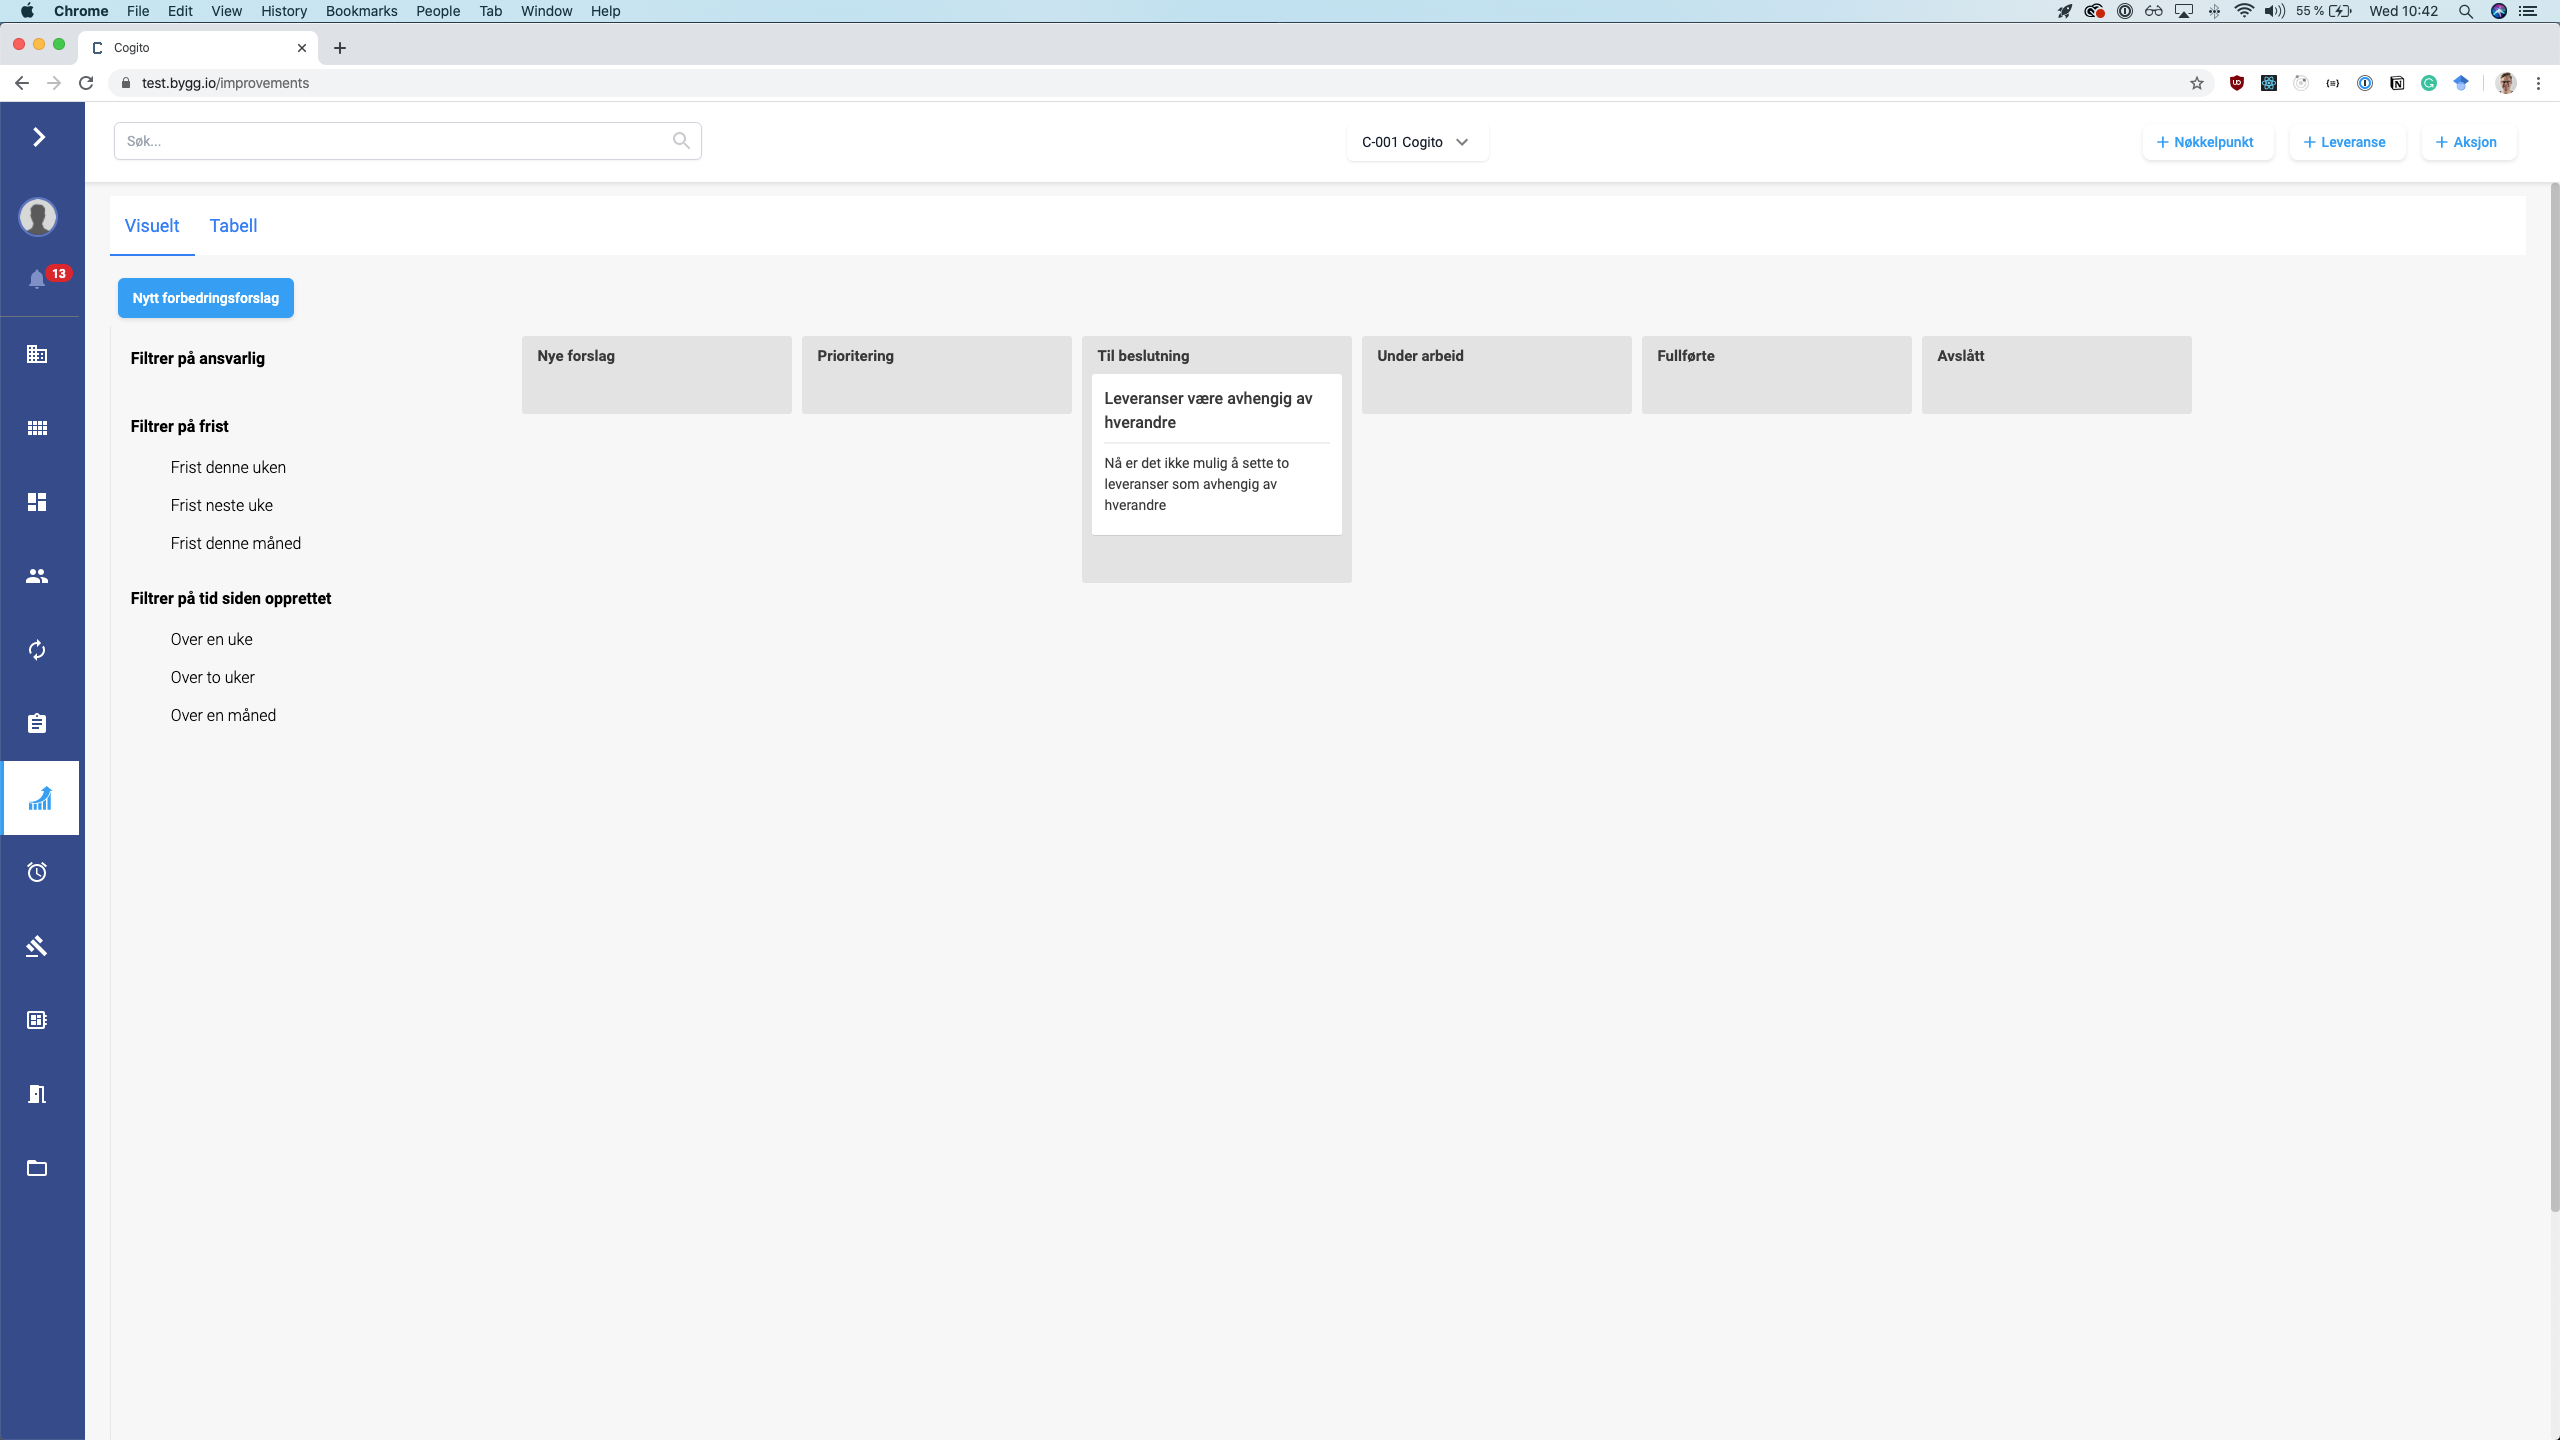 Chrome File Edit View History Bookmarks People Tab Window Help 55 % Wed 10:42
Cogito
test.bygg.io/improvements
Søk... C-001 Cogito + Nøkkelpunkt + Leveranse + Aksjon
Visuelt Tabell
13
Nytt forbedringsforslag
Filtrer på ansvarlig
Filtrer på frist
Frist denne uken
Frist neste uke
Frist denne måned
Filtrer på tid siden opprettet
Over en uke
Over to uker
Over en måned
Nye forslag
Prioritering
Til beslutning
Leveranser være avhengig av
hverandre
Nå er det ikke mulig å sette to
leveranser som avhengig av
hverandre
Under arbeid
Fullførte
Avslått